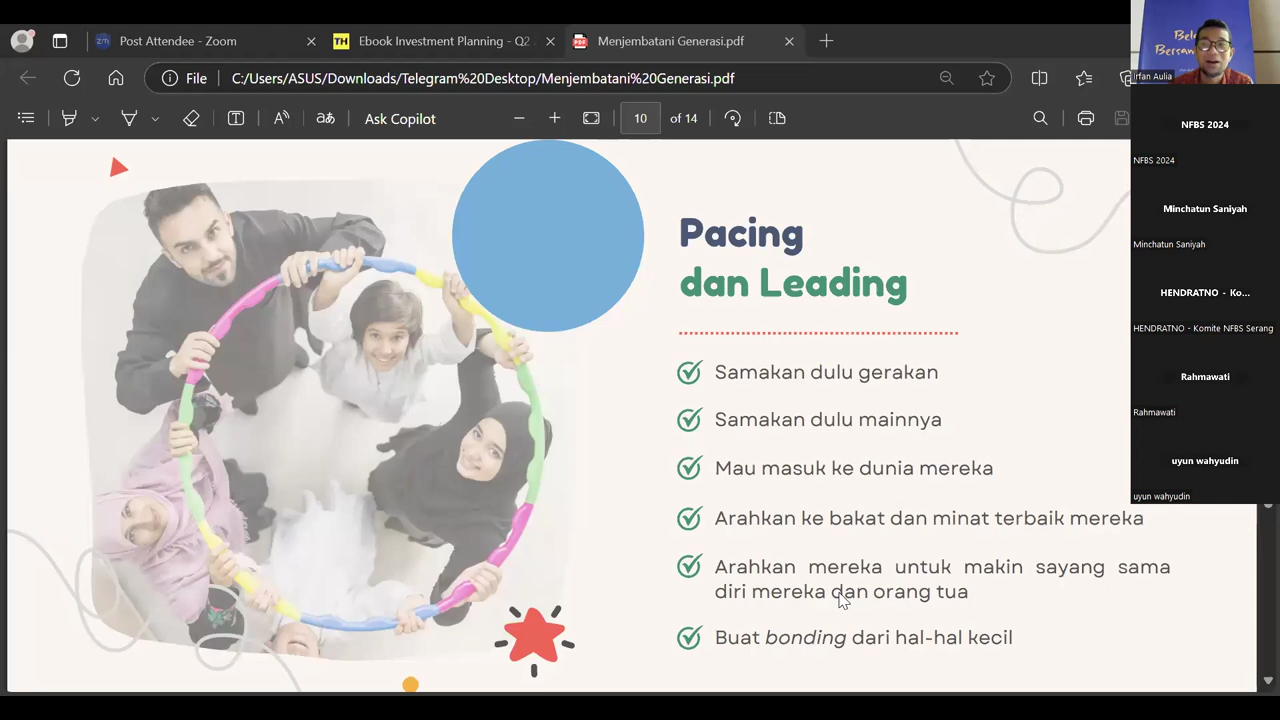 Post Attendee - Zoom
Ebook Investment Planning - Q2
Menjembatani Generasi.pdf
File
C:/Users/ASUS/Downloads/Telegram%20Desktop/Menjembatani%20Generasi.pdf
Ask Copilot
10 of 14
Pacing
dan Leading
Samakan dulu gerakan
Samakan dulu mainnya
Mau masuk ke dunia mereka
Arahkan ke bakat dan minat terbaik mereka
Arahkan mereka untuk makin sayang sama
diri mereka dan orang tua
Buat bonding dari hal-hal kecil
Irfan Aulia
NFBS 2024
NFBS 2024
Minchatun Saniyah
Minchatun Saniyah
HENDRATNO - Ko...
HENDRATNO - Komite NFBS Serang
Rahmawati
Rahmawati
uyun wahyudin
uyun wahyudin